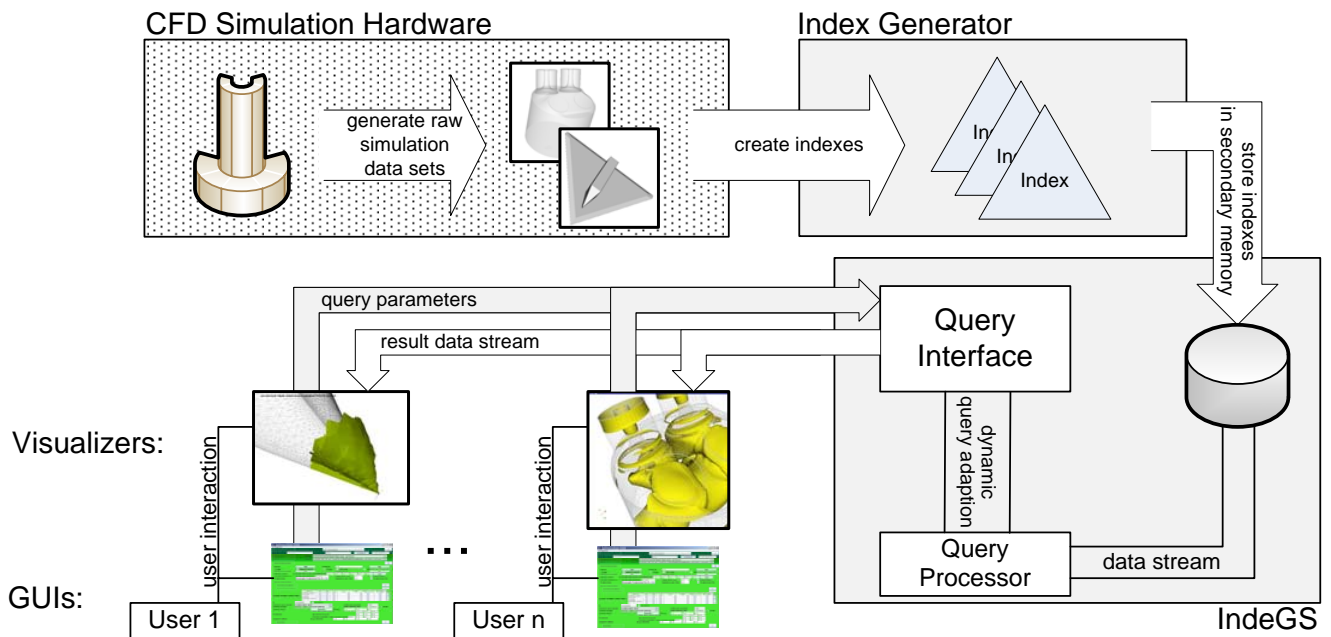 CFD Simulation Hardware
Index Generator
generate raw
simulation
data sets
create indexes
Inde
Inde
Index
store indexes
in secondary memory
query parameters
result data stream
Query
Interface
dynamic
query adaption
Query
Processor
data stream
IndeGS
Visualizers:
user interaction
user interaction
...
GUIs:
User 1
User n